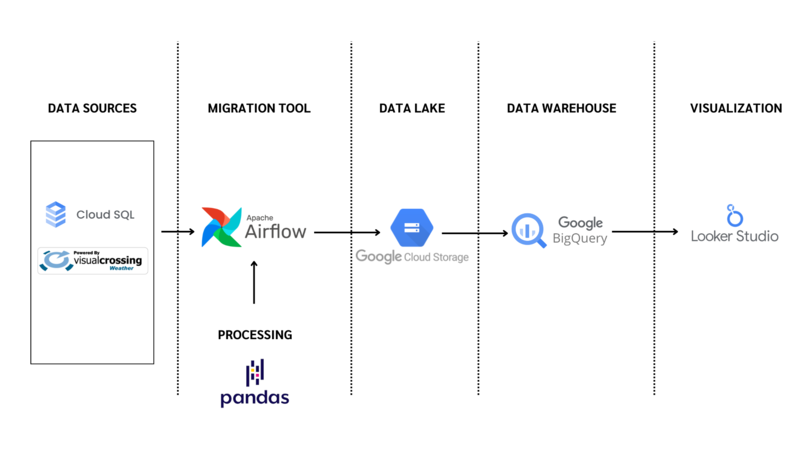 DATA SOURCES
MIGRATION TOOL
DATA LAKE
DATA WAREHOUSE
VISUALIZATION
Cloud SQL
Powered By
visualcrossing
Weather
Apache
Airflow
Google Cloud Storage
Google
BigQuery
Looker Studio
PROCESSING
pandas